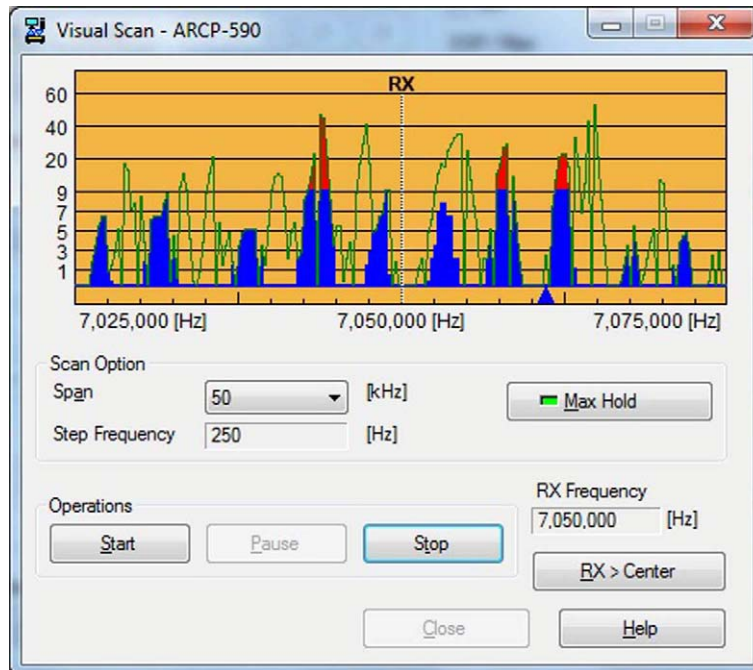 Visual Scan - ARCP-590
RX
60
40
20
9
7
5
3
1
7,025,000 [Hz]
7,050,000 [Hz]
7,075,000 [Hz]
Scan Option
Span
50
[kHz]
Max Hold
Step Frequency
250
[Hz]
Operations
Start
Pause
Stop
RX Frequency
7,050,000
[Hz]
RX > Center
Close
Help